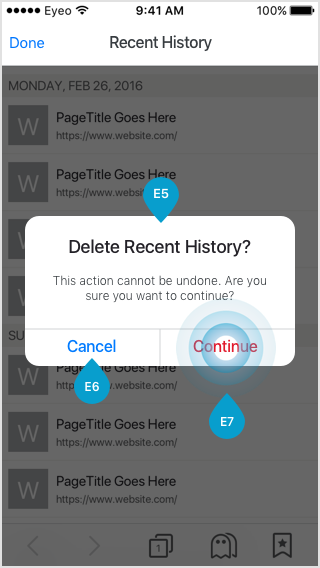 Eyeo 9:41 AM 100%
Done Recent History
MONDAY, FEB 26, 2016
W PageTitle Goes Here
https://www.website.com/
W PageTitle Goes Here
https://www.websit
E5
Delete Recent History?
This action cannot be undone. Are you
sure you want to continue?
SU
Cancel Continue
PageTitle Goes Here
https://www.website.com/
E6
E7
W PageTitle Goes Here
https://www.website.com/
W PageTitle Goes Here
https://www.website.com/
1